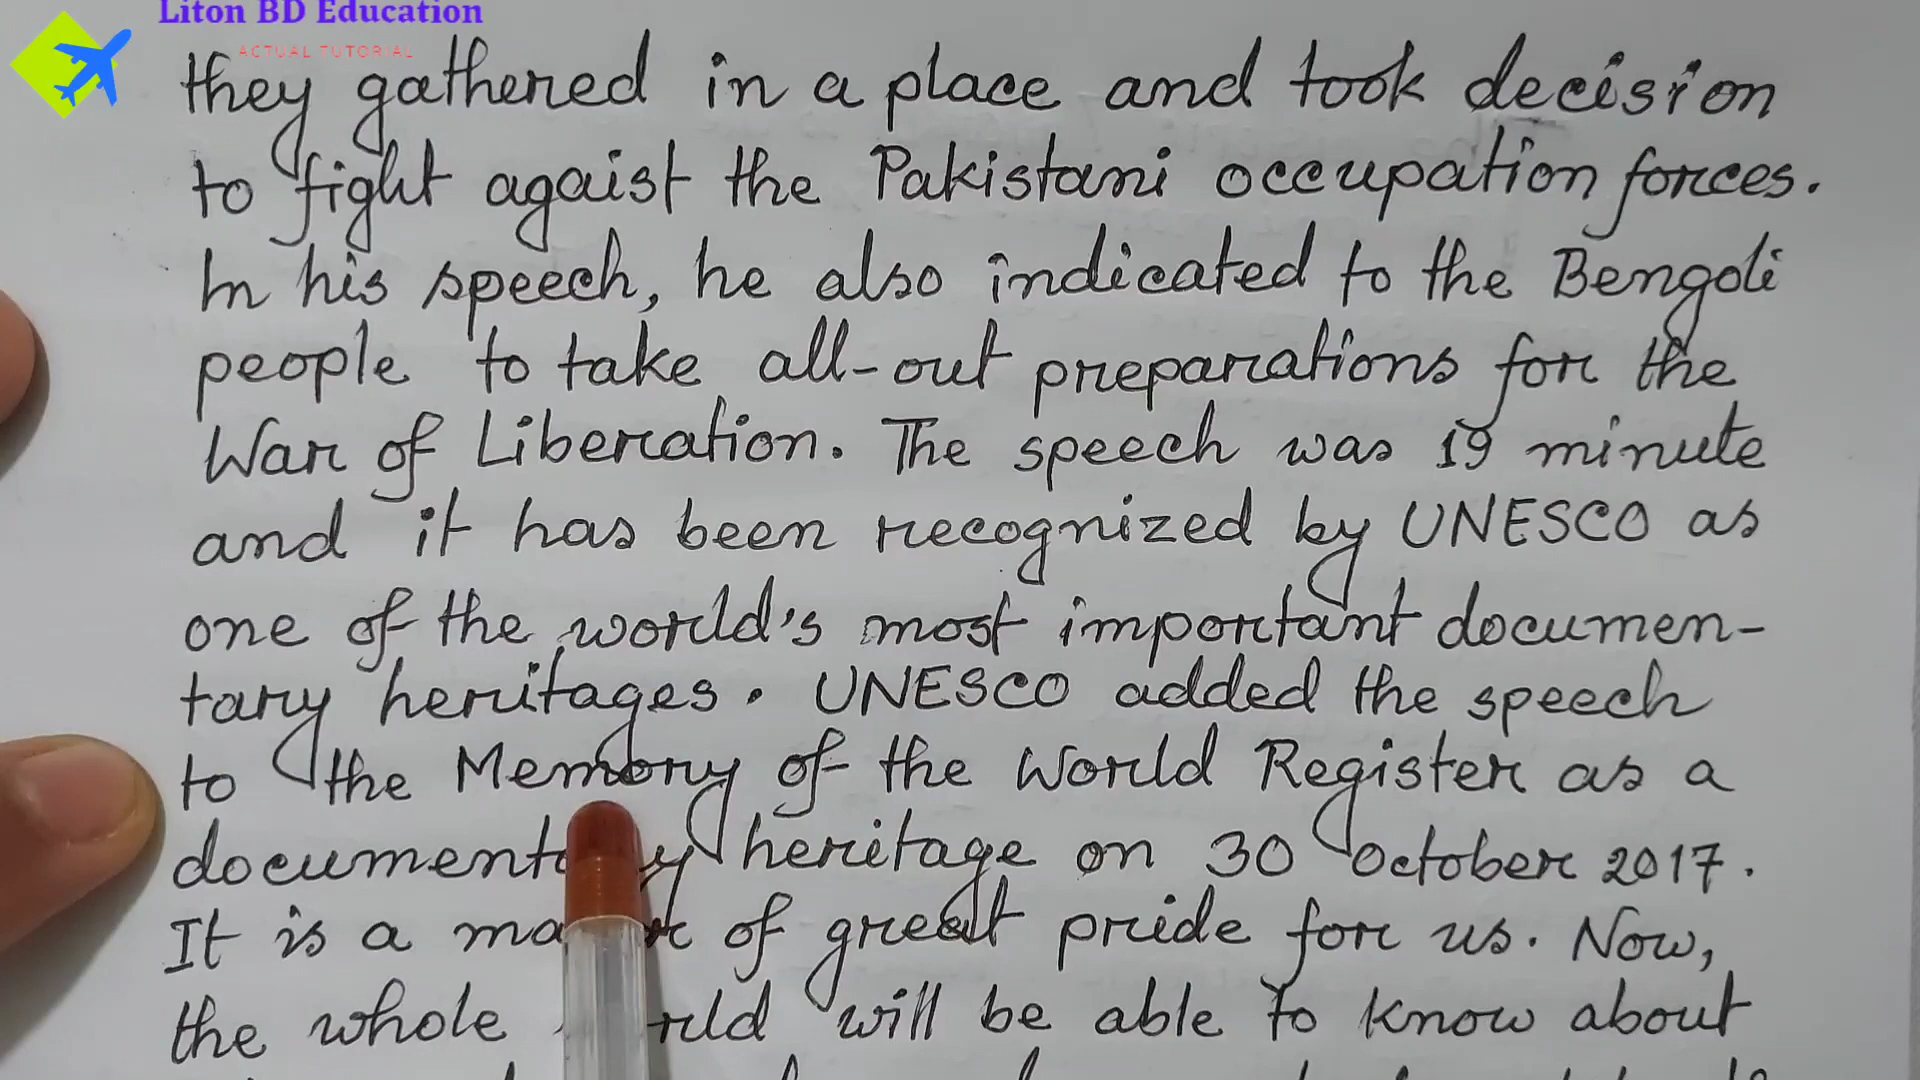 Liton BD Education
ACTUAL TUTORIAL
they gathered in a place and took decision
to fight agaist the Pakistani occupation forces.
In his speech, he also indicated to the Bengoli
people to take all-out preparations for the
War of Liberation. The speech was 19 minute
and it has been recognized by UNESCO as
one of the world's most important documen-
tary heritages. UNESCO added the speech
to the Memory of the World Register as a
heritage on 30 October 2017.
It is a of great pride for us. Now,
the whole will be able to know about